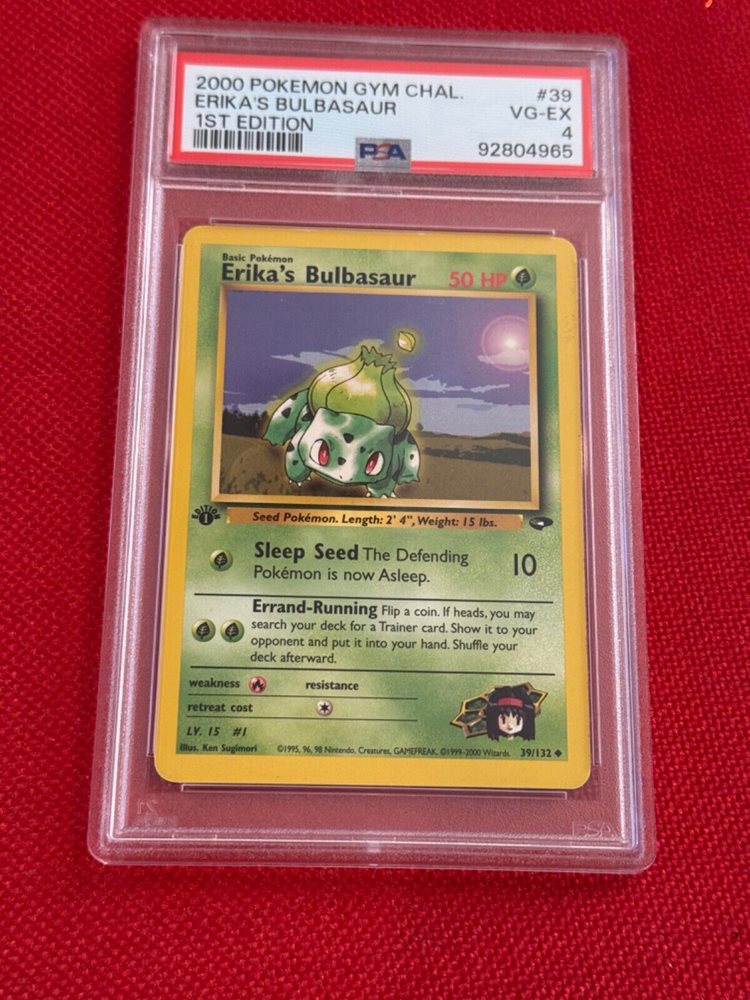 2000 POKEMON GYM CHAL. #39
ERIKA'S BULBASAUR VG-EX
1ST EDITION 4
PSA 92804965
Basic Pokémon
Erika's Bulbasaur 50 HP
EDITION 1
Seed Pokémon. Length: 2' 4", Weight: 15 lbs.
Sleep Seed The Defending 10
Pokémon is now Asleep.
Errand-Running Flip a coin. If heads, you may
search your deck for a Trainer card. Show it to your
opponent and put it into your hand. Shuffle your
deck afterward.
weakness resistance
retreat cost
LV. 15 #1
Illus. Ken Sugimori ©1995, 96, 98 Nintendo, Creatures, GAMEFREAK. ©1999-2000 Wizards. 39/132